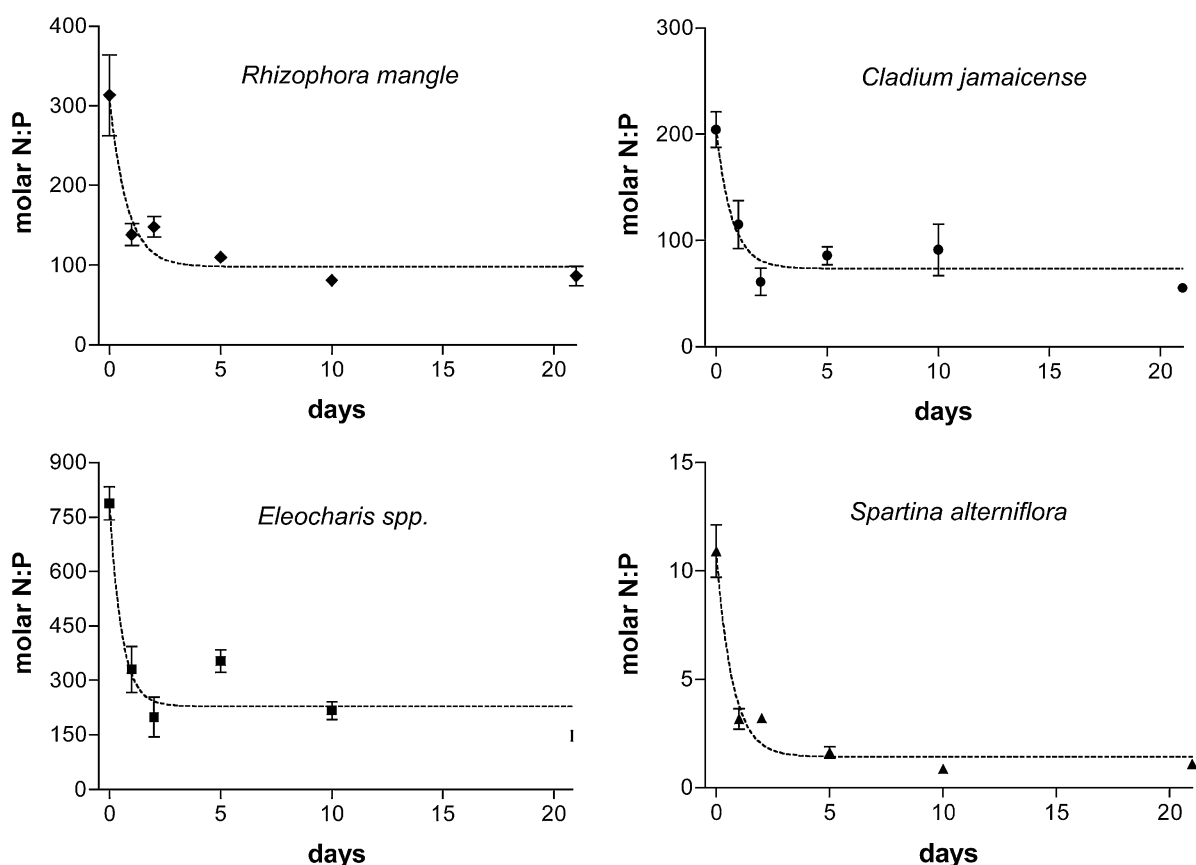 Rhizophora mangle
molar N:P
400
300
200
100
0
0 5 10 15 20
days
Cladium jamaicense
molar N:P
300
200
100
0
0 5 10 15 20
days
Eleocharis spp.
molar N:P
900
750
600
450
300
150
0
0 5 10 15 20
days
Spartina alterniflora
molar N:P
15
10
5
0
0 5 10 15 20
days